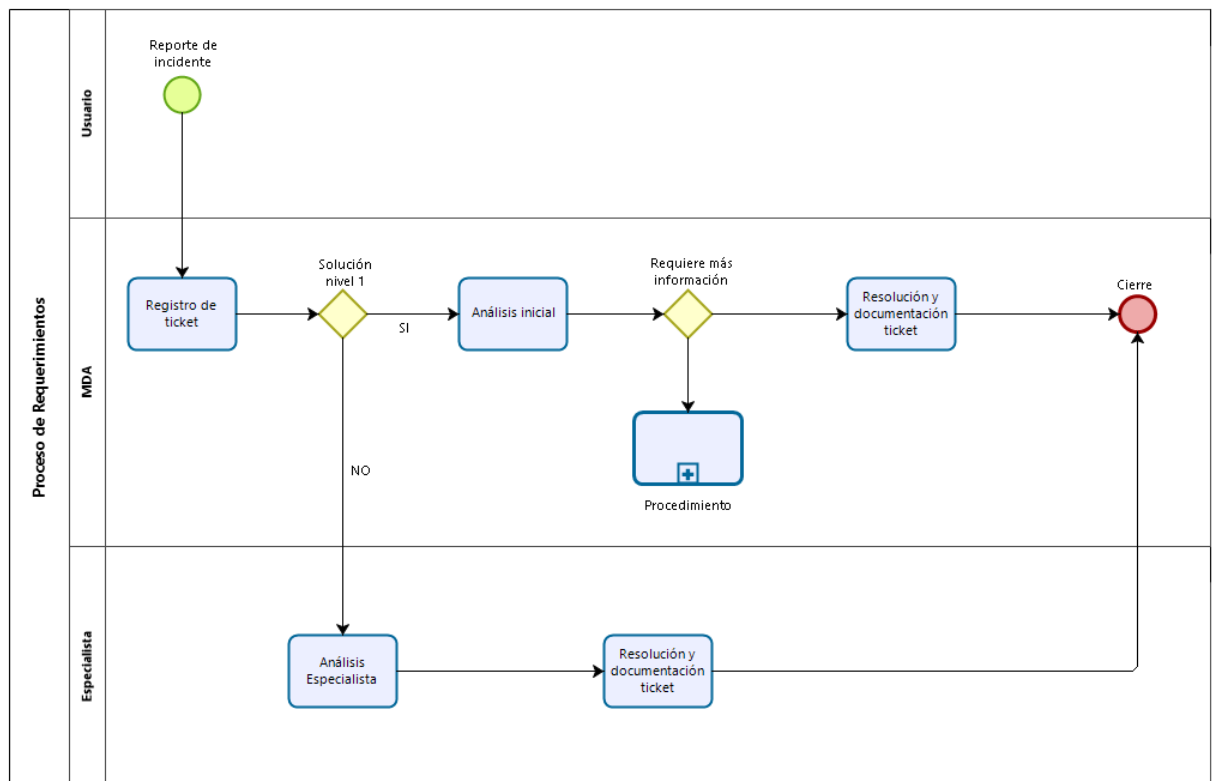 Proceso de Requerimientos
Usuario
Reporte de
incidente
MDA
Registro de
ticket
Solución
nivel 1
SI
NO
Análisis inicial
Requiere más
información
Procedimiento
Resolución y
documentación
ticket
Cierre
Especialista
Análisis
Especialista
Resolución y
documentación
ticket